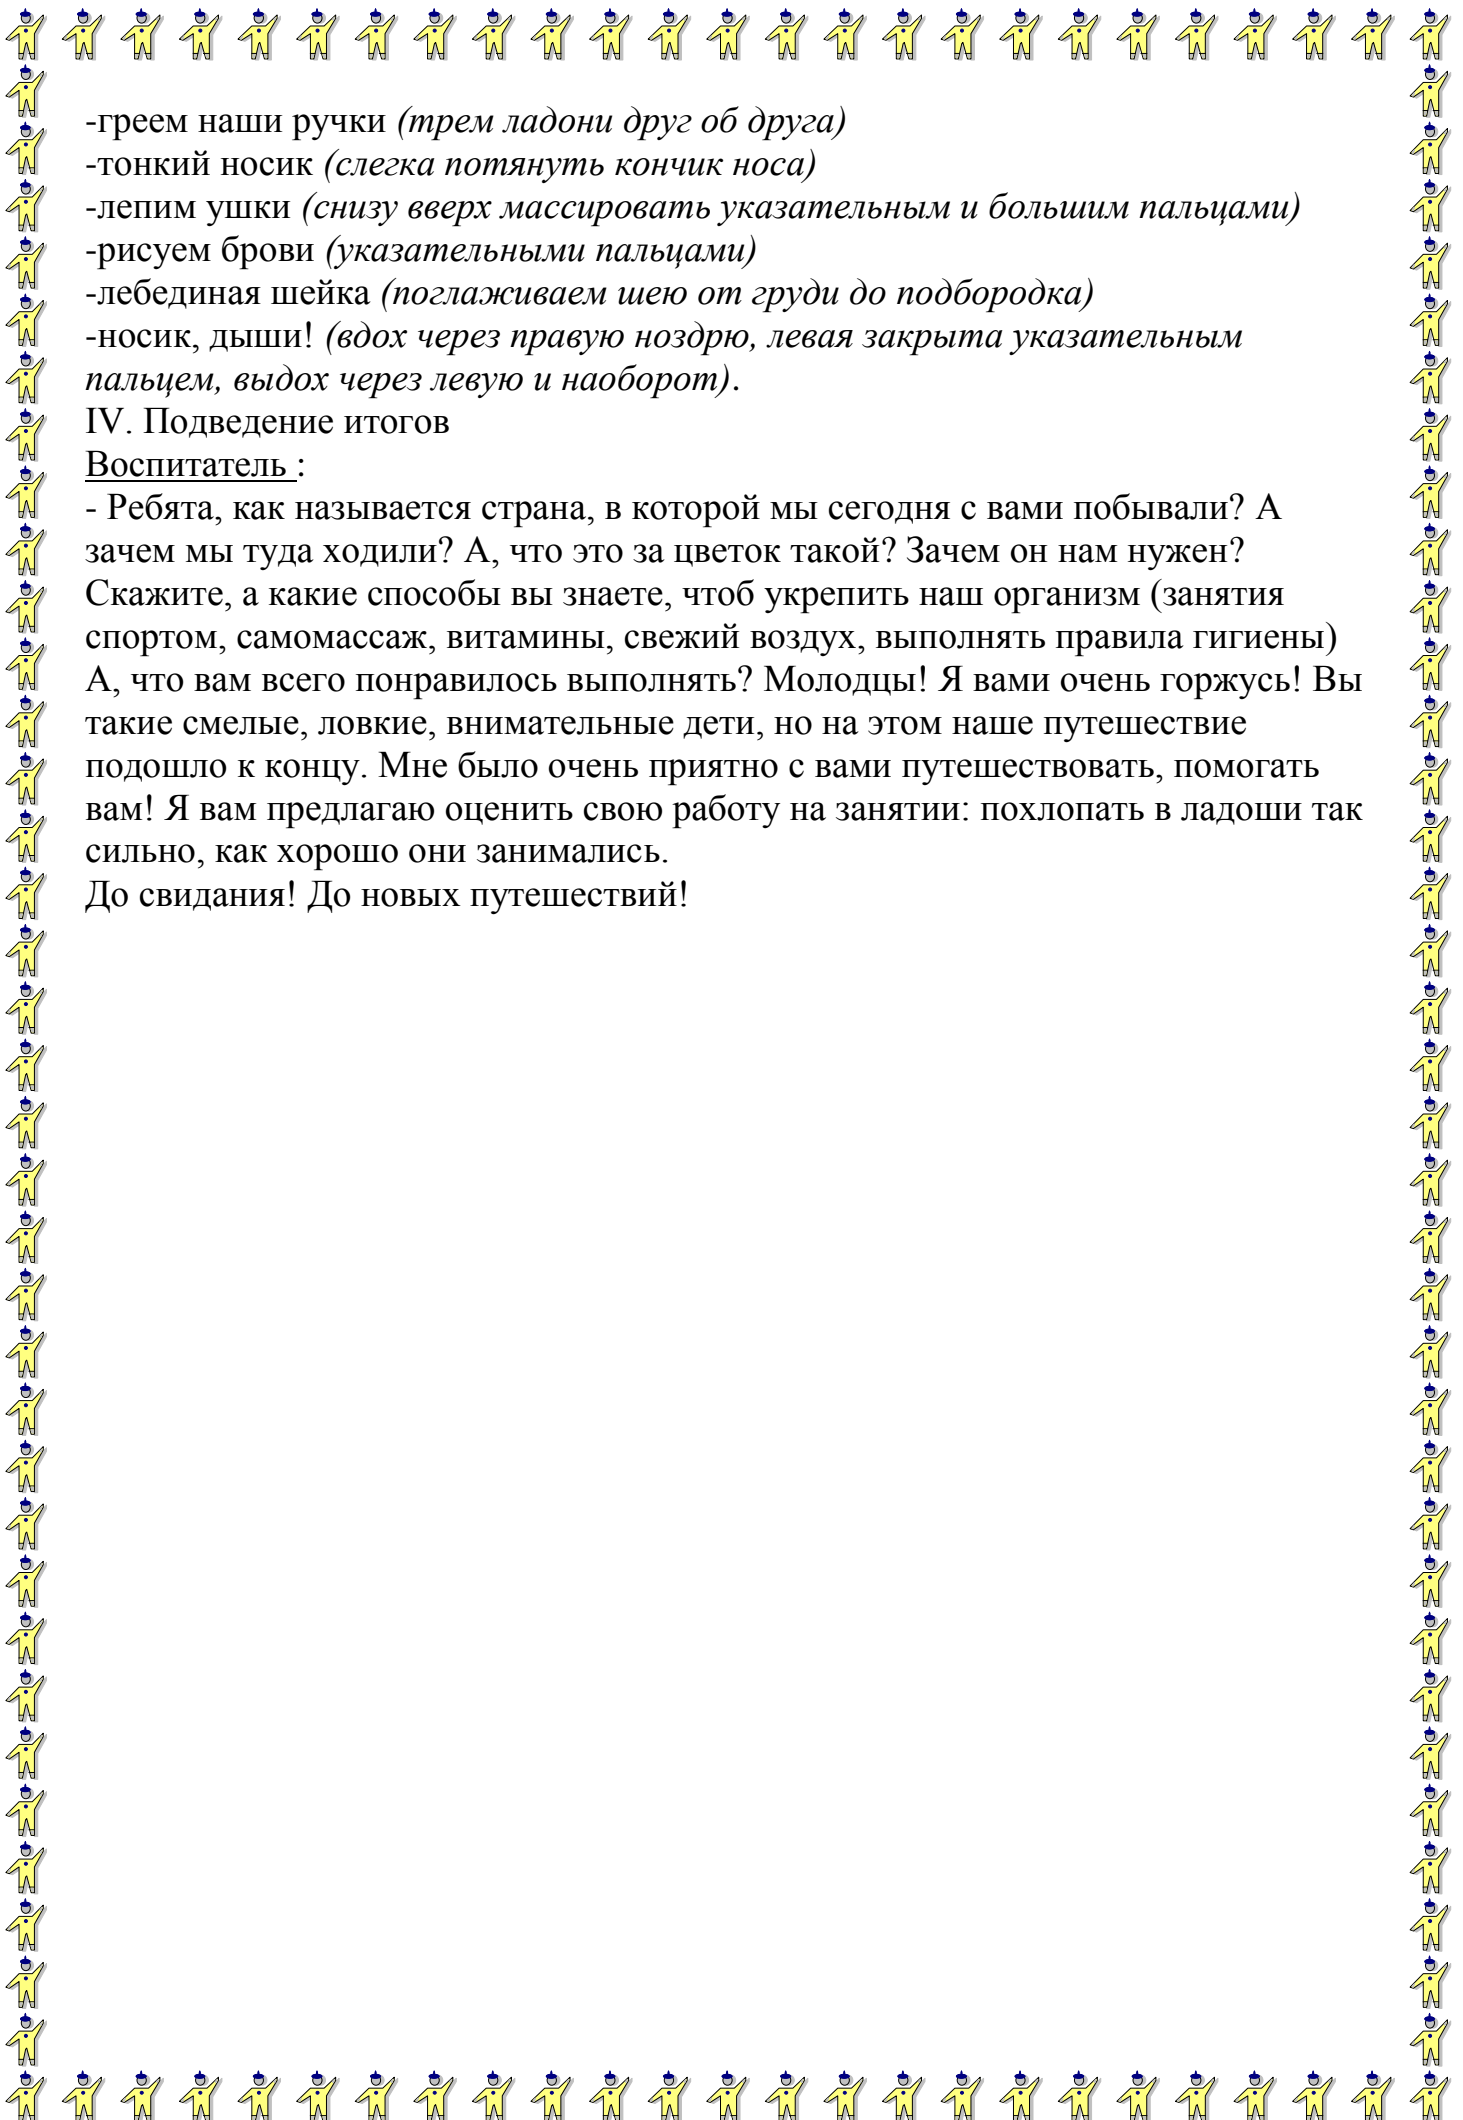 -греем наши ручки (трем ладони друг об друга)
-тонкий носик (слегка потянуть кончик носа)
-лепим ушки (снизу вверх массировать указательным и большим пальцами)
-рисуем брови (указательными пальцами)
-лебединая шейка (поглаживаем шею от груди до подбородка)
-носик, дыши! (вдох через правую ноздрю, левая закрыта указательным
пальцем, выдох через левую и наоборот).
IV. Подведение итогов
Воспитатель :
- Ребята, как называется страна, в которой мы сегодня с вами побывали? А
зачем мы туда ходили? А, что это за цветок такой? Зачем он нам нужен?
Скажите, а какие способы вы знаете, чтоб укрепить наш организм (занятия
спортом, самомассаж, витамины, свежий воздух, выполнять правила гигиены)
А, что вам всего понравилось выполнять? Молодцы! Я вами очень горжусь! Вы
такие смелые, ловкие, внимательные дети, но на этом наше путешествие
подошло к концу. Мне было очень приятно с вами путешествовать, помогать
вам! Я вам предлагаю оценить свою работу на занятии: похлопать в ладоши так
сильно, как хорошо они занимались.
До свидания! До новых путешествий!